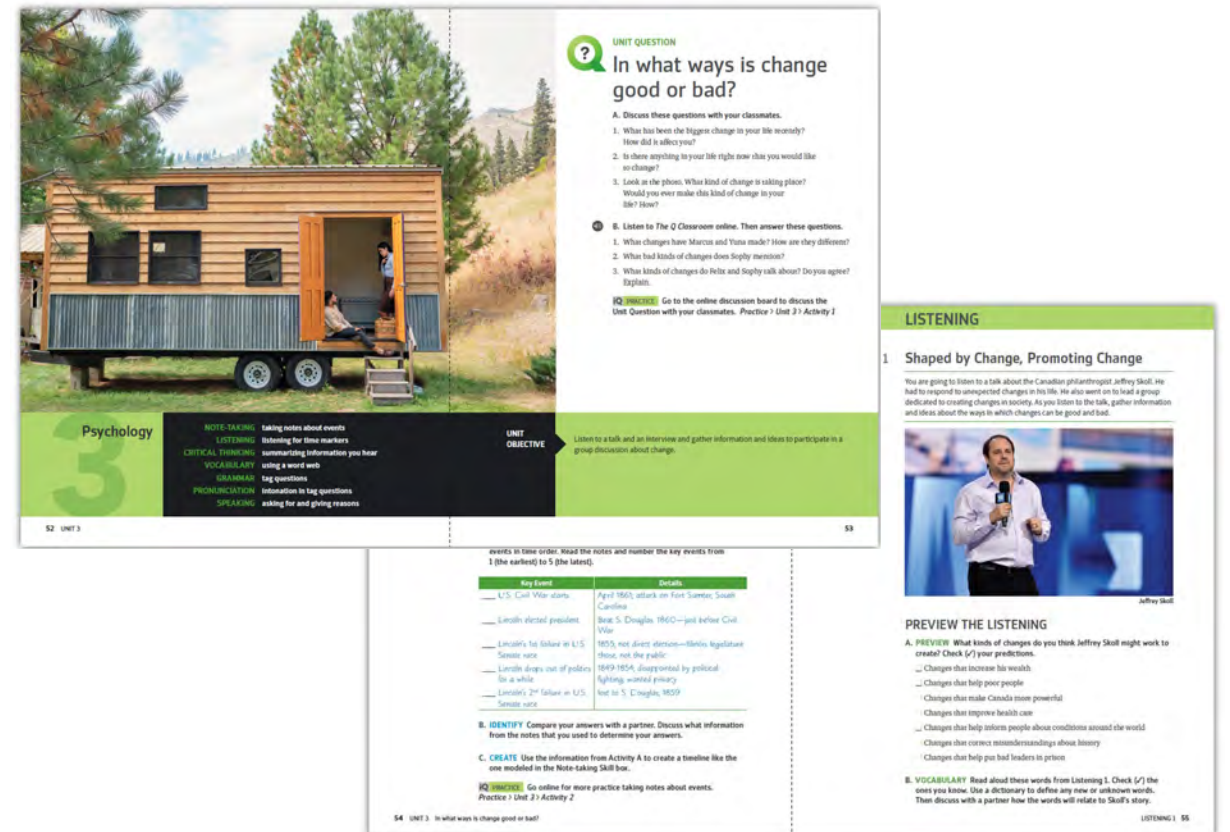 UNIT QUESTION
?
In what ways is change
good or bad?
A. Discuss these questions with your classmates.
1. What has been the biggest change in your life recently?
How did it affect you?
2. Is there anything in your life right now that you would like
to change?
3. Look at the photo. What kind of change is taking place?
Would you ever make this kind of change in your
life? How?
B. Listen to The Q Classroom online. Then answer these questions.
1. What changes have Marcus and Yuna made? How are they different?
2. What bad kinds of changes does Sophy mention?
3. What kinds of changes do Felix and Sophy talk about? Do you agree?
Explain.
iQ PRACTICE Go to the online discussion board to discuss the
Unit Question with your classmates. Practice > Unit 3 > Activity 1
3
Psychology
NOTE-TAKING taking notes about events
LISTENING listening for time markers
CRITICAL THINKING summarizing information you hear
VOCABULARY using a word web
GRAMMAR tag questions
PRONUNCIATION intonation in tag questions
SPEAKING asking for and giving reasons
UNIT
OBJECTIVE
Listen to a talk and an interview and gather information and ideas to participate in a
group discussion about change.
52 UNIT 3
53
events in time order. Read the notes and number the key events from
1 (the earliest) to 5 (the latest).
Key Event Details
___ U.S. Civil War starts April 1861; attack on Fort Sumter, South
Carolina
___ Lincoln elected president Beat S. Douglas 1860—just before Civil
War
___ Lincoln's 1st failure in U.S. 1855, not direct election—Illinois legislature
Senate race chose, not the public
___ Lincoln drops out of politics 1849-1854, disappointed by political
for a while fighting, wanted privacy
___ Lincoln's 2nd failure in U.S. lost to S. Douglas, 1859
Senate race
B. IDENTIFY Compare your answers with a partner. Discuss what information
from the notes that you used to determine your answers.
C. CREATE Use the information from Activity A to create a timeline like the
one modeled in the Note-taking Skill box.
iQ PRACTICE Go online for more practice taking notes about events.
Practice > Unit 3 > Activity 2
54 UNIT 3 In what ways is change good or bad?
LISTENING
1 Shaped by Change, Promoting Change
You are going to listen to a talk about the Canadian philanthropist Jeffrey Skoll. He
had to respond to unexpected changes in his life. He also went on to lead a group
dedicated to creating changes in society. As you listen to the talk, gather information
and ideas about the ways in which changes can be good and bad.
Jeffrey Skoll
PREVIEW THE LISTENING
A. PREVIEW What kinds of changes do you think Jeffrey Skoll might work to
create? Check (✓) your predictions.
__ Changes that increase his wealth
__ Changes that help poor people
Changes that make Canada more powerful
Changes that improve health care
__ Changes that help inform people about conditions around the world
Changes that correct misunderstandings about history
Changes that help put bad leaders in prison
B. VOCABULARY Read aloud these words from Listening 1. Check (✓) the
ones you know. Use a dictionary to define any new or unknown words.
Then discuss with a partner how the words will relate to Skoll's story.
LISTENING 1 55